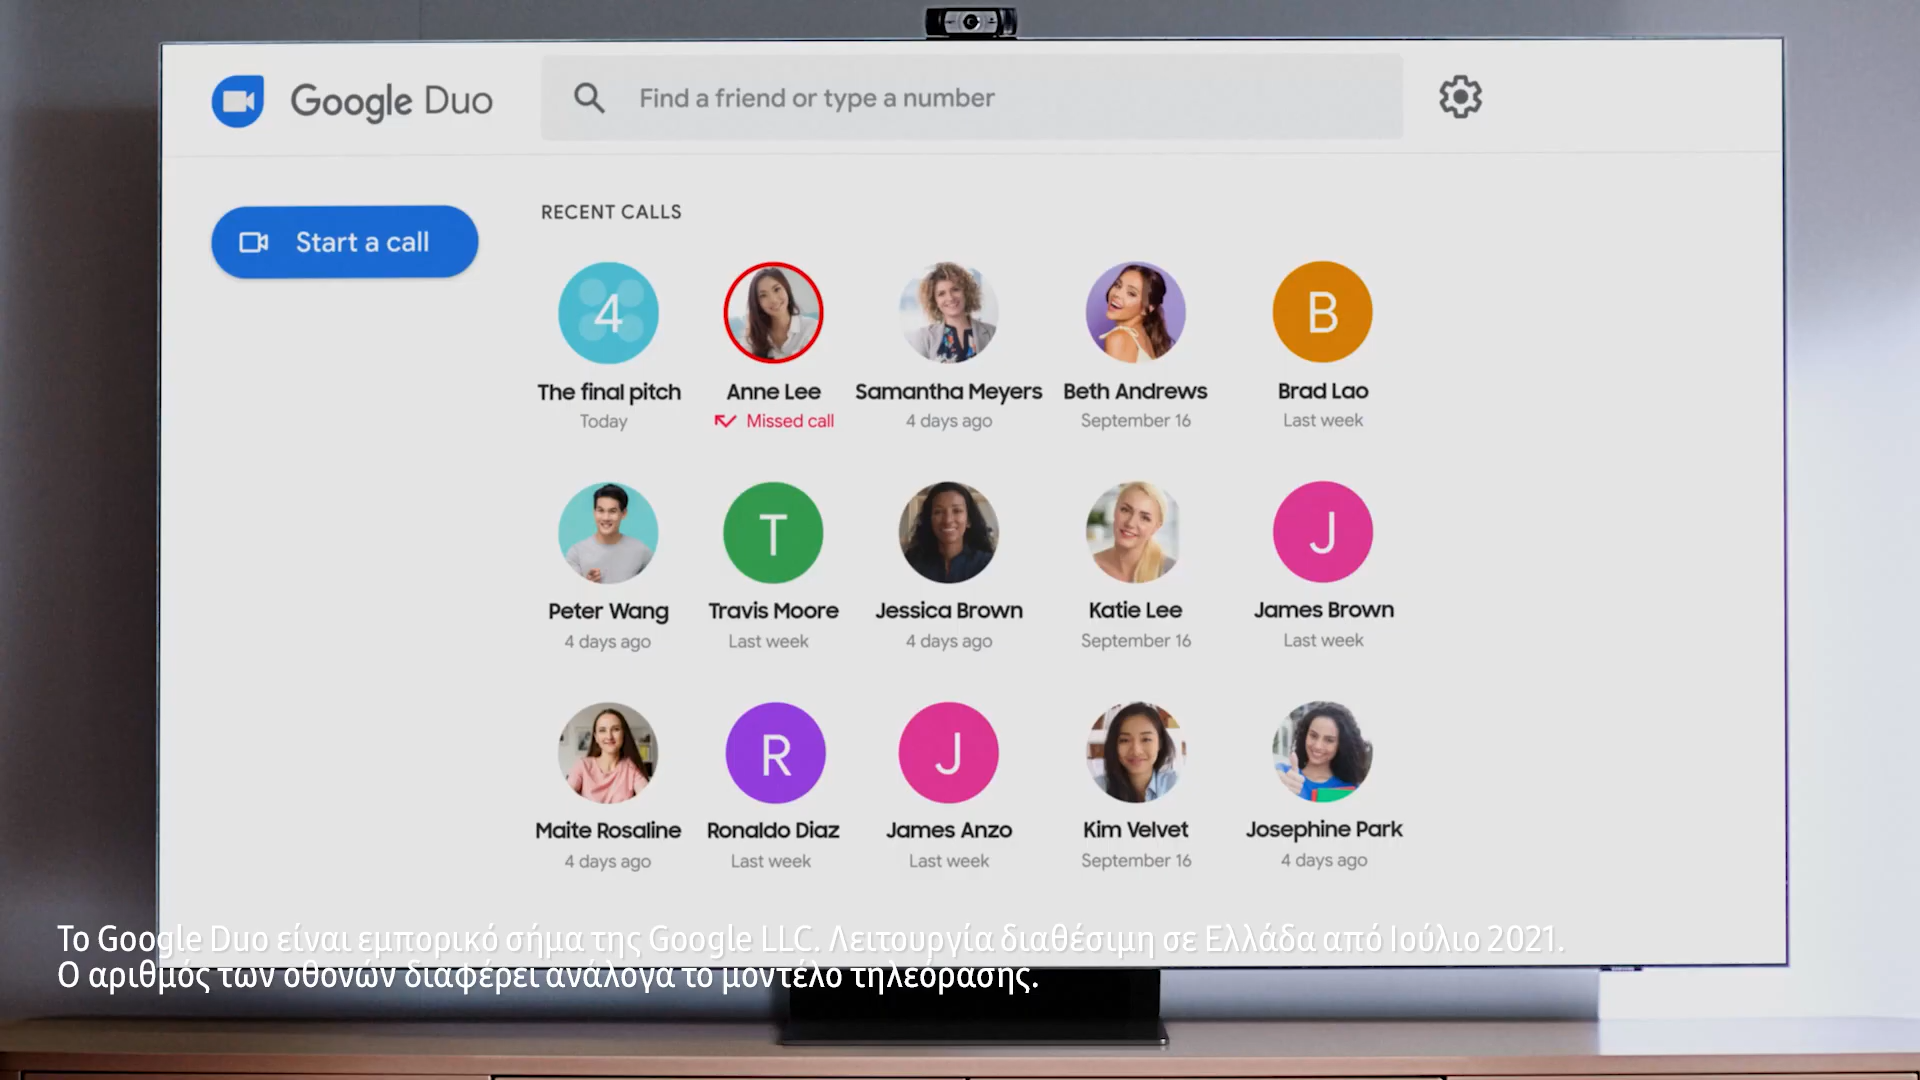 Google Duo
Find a friend or type a number
Start a call
RECENT CALLS
4
B
The final pitch
Anne Lee
Samantha Meyers
Beth Andrews
Brad Lao
Today
Missed call
4 days ago
September 16
Last week
T
J
Peter Wang
Travis Moore
Jessica Brown
Katie Lee
James Brown
4 days ago
Last week
4 days ago
September 16
Last week
R
J
Maite Rosaline
Ronaldo Diaz
James Anzo
Kim Velvet
Josephine Park
4 days ago
Last week
Last week
September 16
4 days ago
Το Google Duo είναι εμπορικό σήμα της Google LLC. Λειτουργία διαθέσιμη σε Ελλάδα από Ιούλιο 2021.
Ο αριθμός των οθονών διαφέρει ανάλογα το μοντέλο τηλεόρασης.